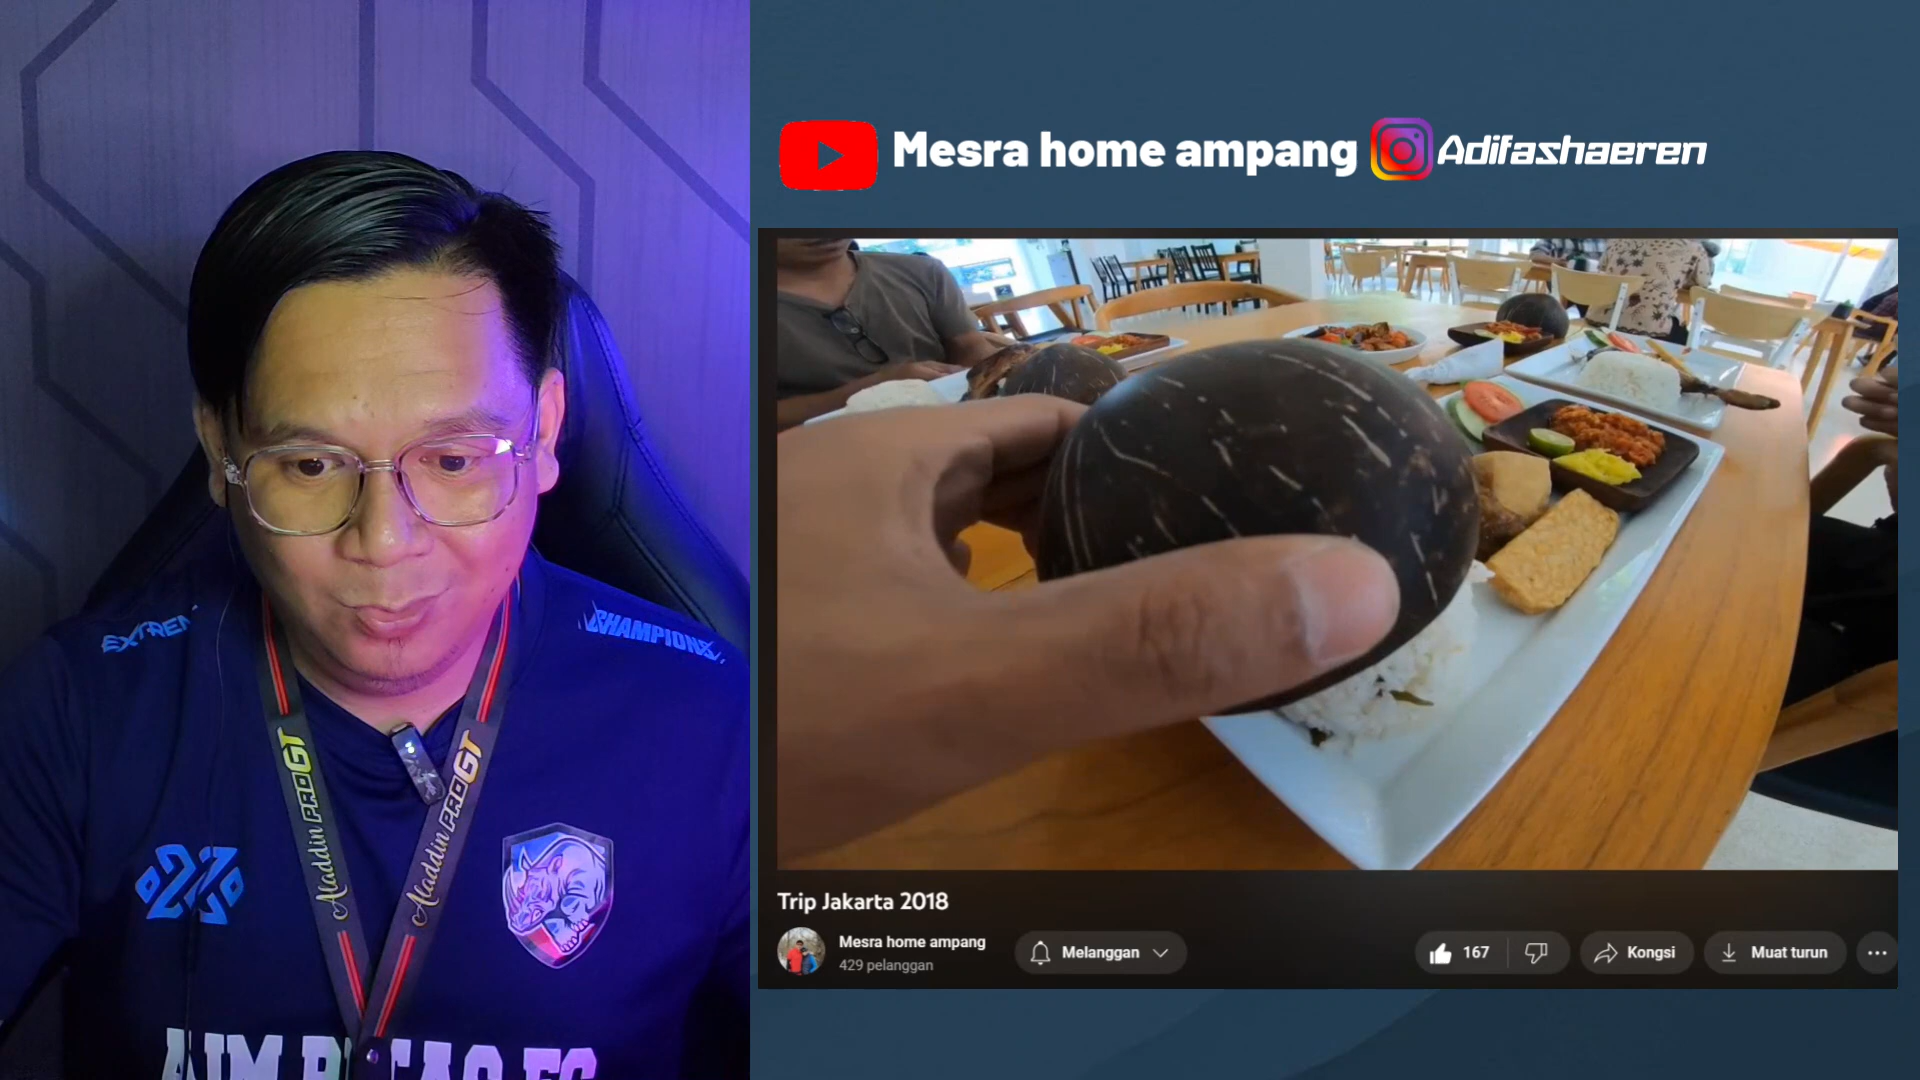 Mesra home ampang
Adifashaeren
EXTREM
CHAMPIONS
Aladdin PROGT
Aladdin PROGT
Trip Jakarta 2018
Mesra home ampang
429 pelanggan
Melanggan
167
Kongsi
Muat turun